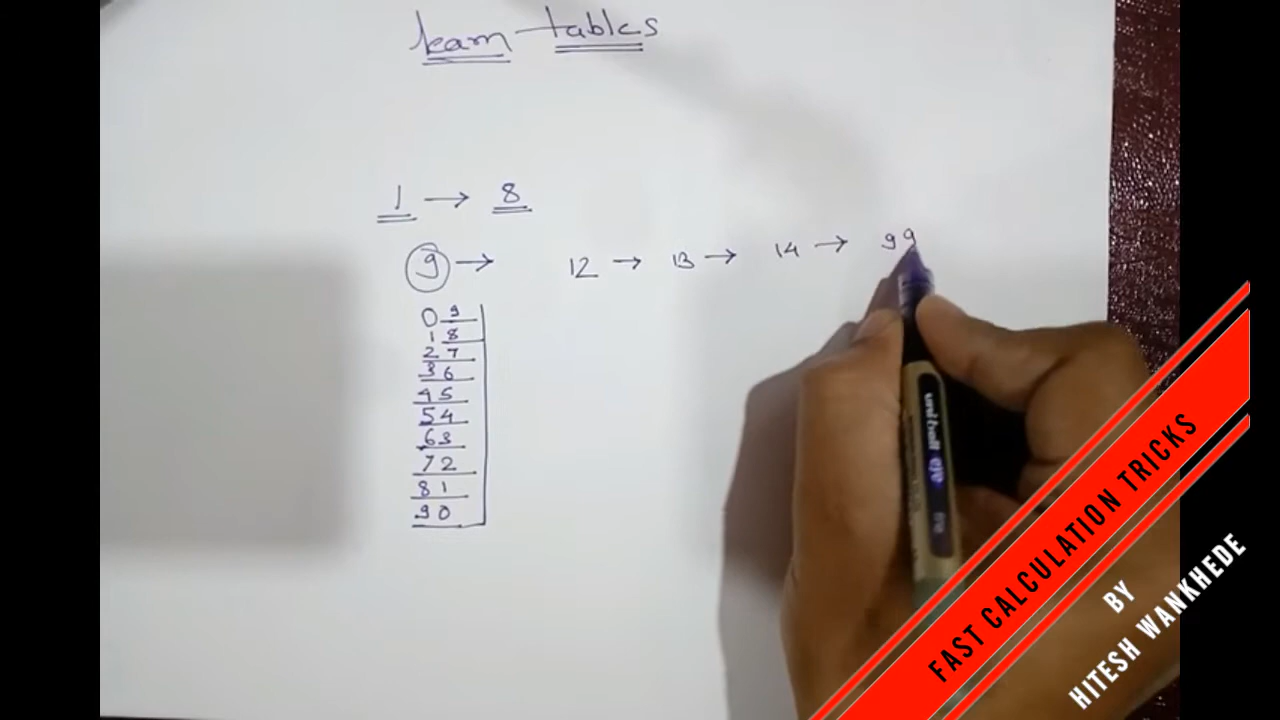 learn tables
1 → 8
9 → 12 → 13 → 14 → 99
09
18
27
36
45
54
63
72
81
90
uni-ball eye
FAST CALCULATION TRICKS
BY
HITESH WANKHEDE